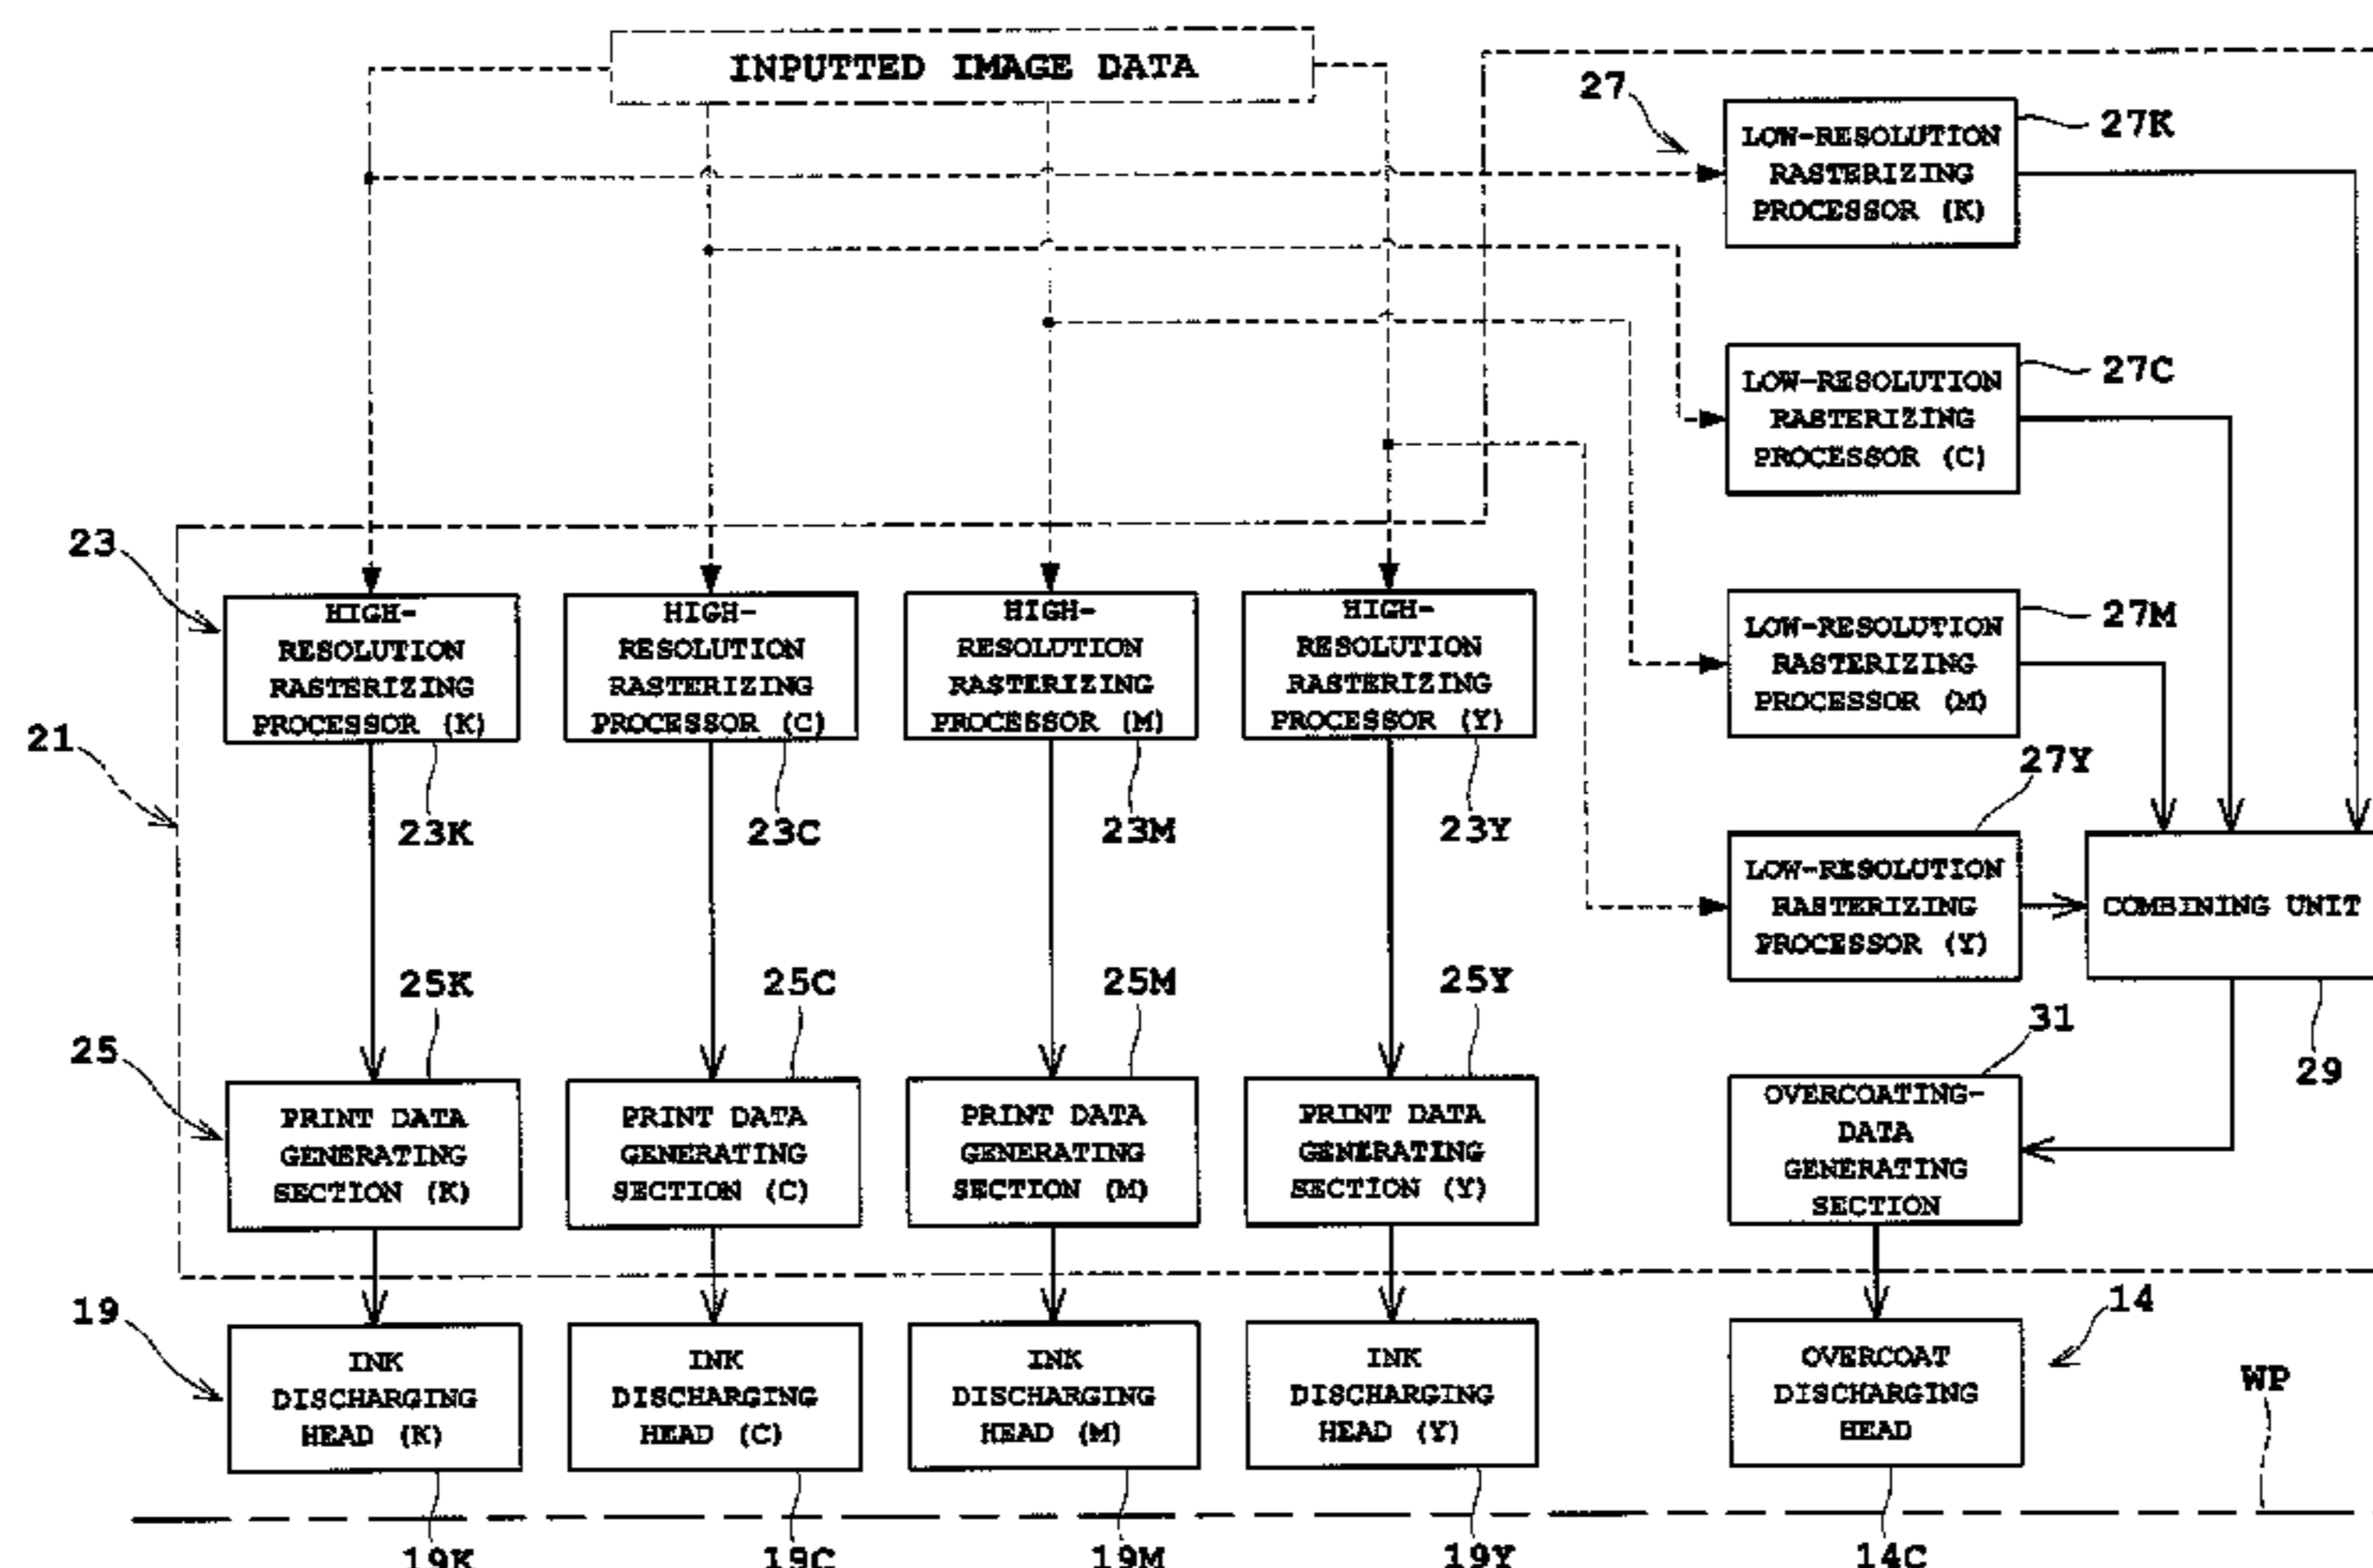 INPUTTED IMAGE DATA
27
LOW-RESOLUTION
RASTERIZING
PROCESSOR (K)
27K
LOW-RESOLUTION
RASTERIZING
PROCESSOR (C)
27C
LOW-RESOLUTION
RASTERIZING
PROCESSOR (M)
27M
27Y
LOW-RESOLUTION
RASTERIZING
PROCESSOR (Y)
COMBINING UNIT
29
23
HIGH-
RESOLUTION
RASTERIZING
PROCESSOR (K)
23K
HIGH-
RESOLUTION
RASTERIZING
PROCESSOR (C)
23C
HIGH-
RESOLUTION
RASTERIZING
PROCESSOR (M)
23M
HIGH-
RESOLUTION
RASTERIZING
PROCESSOR (Y)
23Y
21
25
25K
PRINT DATA
GENERATING
SECTION (K)
25C
PRINT DATA
GENERATING
SECTION (C)
25M
PRINT DATA
GENERATING
SECTION (M)
25Y
PRINT DATA
GENERATING
SECTION (Y)
31
OVERCOATING-
DATA
GENERATING
SECTION
19
INK
DISCHARGING
HEAD (K)
19K
INK
DISCHARGING
HEAD (C)
19C
INK
DISCHARGING
HEAD (M)
19M
INK
DISCHARGING
HEAD (Y)
19Y
OVERCOAT
DISCHARGING
HEAD
14
14C
WP